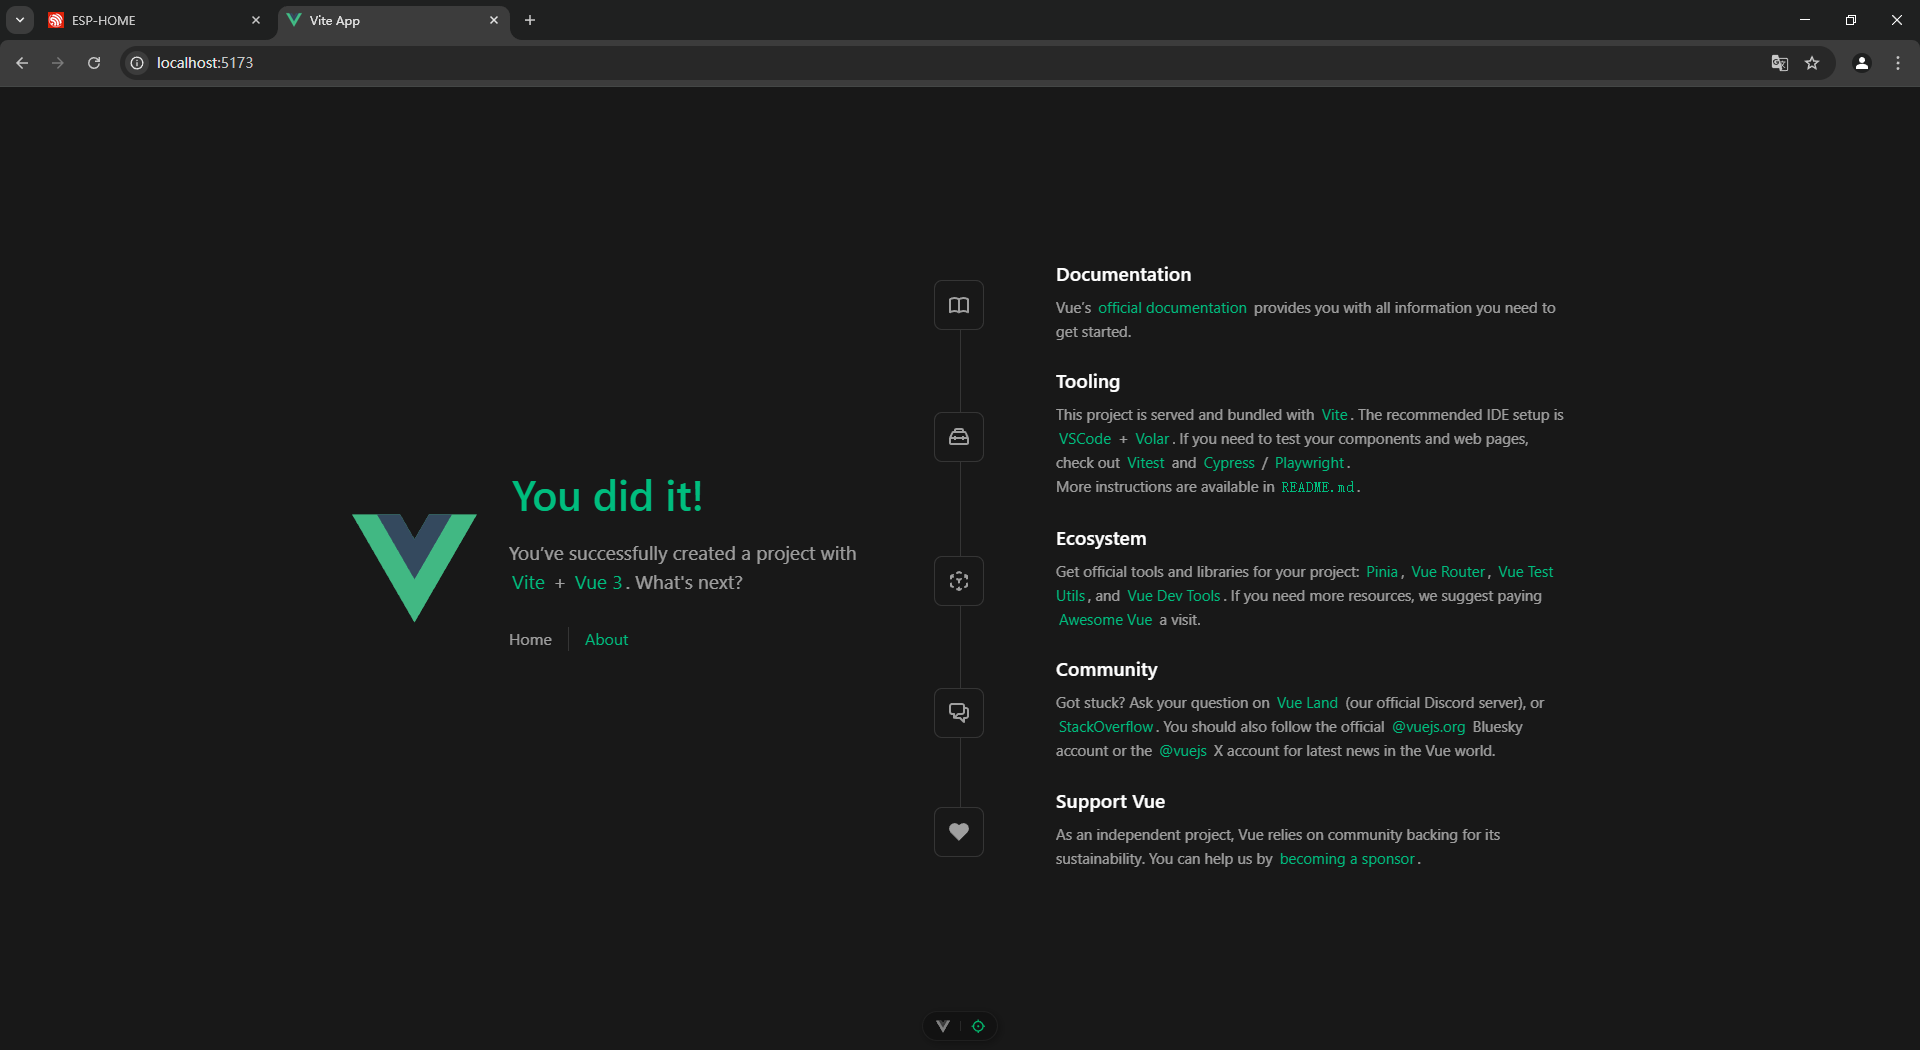 ESP-HOME
Vite App
localhost:5173
You did it!
You’ve successfully created a project with
Vite + Vue 3. What's next?
Home
About
Documentation
Vue’s official documentation provides you with all information you need to
get started.
Tooling
This project is served and bundled with Vite. The recommended IDE setup is
VSCode + Volar. If you need to test your components and web pages,
check out Vitest and Cypress / Playwright.
More instructions are available in README.md.
Ecosystem
Get official tools and libraries for your project: Pinia, Vue Router, Vue Test
Utils, and Vue Dev Tools. If you need more resources, we suggest paying
Awesome Vue a visit.
Community
Got stuck? Ask your question on Vue Land (our official Discord server), or
StackOverflow. You should also follow the official @vuejs.org Bluesky
account or the @vuejs X account for latest news in the Vue world.
Support Vue
As an independent project, Vue relies on community backing for its
sustainability. You can help us by becoming a sponsor.